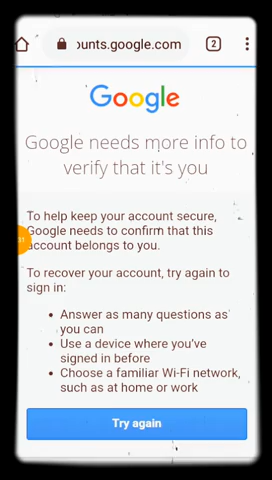 ounts.google.com 2
Google
Google needs more info to
verify that it's you
To help keep your account secure,
Google needs to confirm that this
account belongs to you.
To recover your account, try again to
sign in:
• Answer as many questions as
you can
• Use a device where you've
signed in before
• Choose a familiar Wi-Fi network,
such as at home or work
Try again